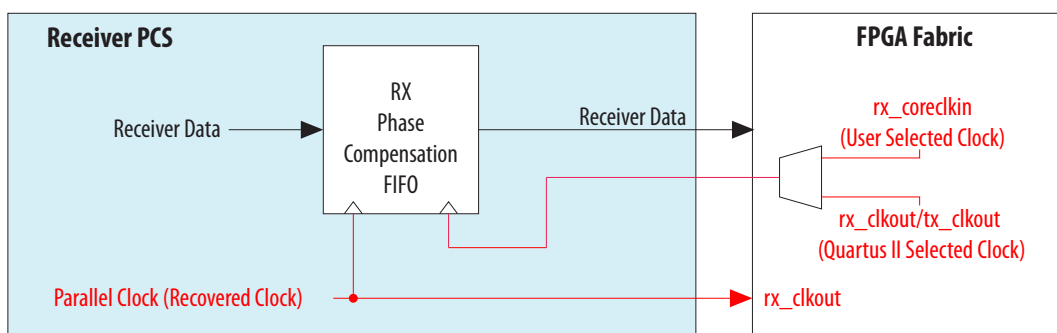 Receiver PCS
FPGA Fabric
RX
Phase
Compensation
FIFO
Receiver Data
Receiver Data
rx_coreclkin
(User Selected Clock)
rx_clkout/tx_clkout
(Quartus II Selected Clock)
Parallel Clock (Recovered Clock)
rx_clkout